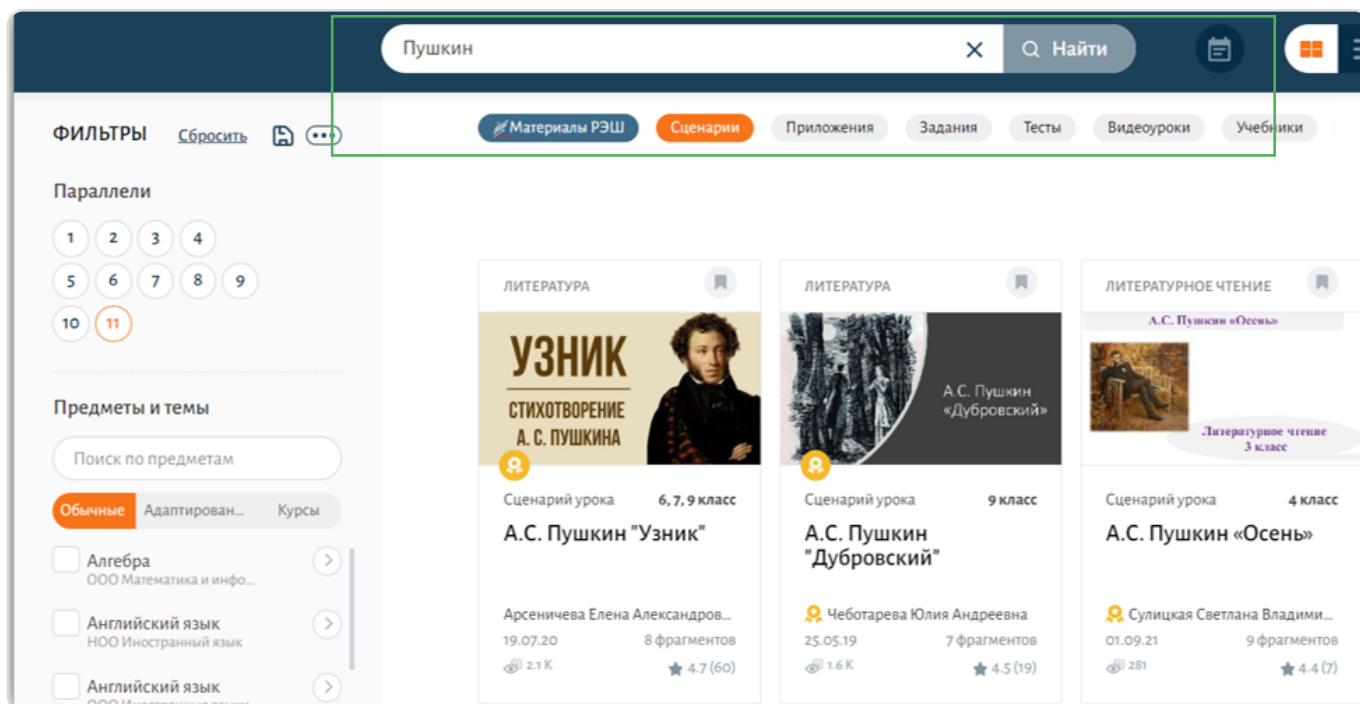 Пушкин
Найти
ФИЛЬТРЫ Сбросить
Материалы РЭШ Сценарии Приложения Задания Тесты Видеоуроки Учебники
Параллели
1 2 3 4
5 6 7 8 9
10 11
Предметы и темы
Поиск по предметам
Обычные Адаптирован... Курсы
Алгебра
ООО Математика и инфо...
Английский язык
НОО Иностранный язык
Английский язык
ООО Иностранные языки
ЛИТЕРАТУРА
УЗНИК
СТИХОТВОРЕНИЕ
А. С. ПУШКИНА
Сценарий урока 6, 7, 9 класс
А.С. Пушкин "Узник"
Арсеничева Елена Александров...
19.07.20 8 фрагментов
2.1 K 4.7 (60)
ЛИТЕРАТУРА
А.С. Пушкин
«Дубровский»
Сценарий урока 9 класс
А.С. Пушкин
"Дубровский"
Чеботарева Юлия Андреевна
25.05.19 7 фрагментов
1.6 K 4.5 (19)
ЛИТЕРАТУРНОЕ ЧТЕНИЕ
А.С. Пушкин «Осень»
Литературное чтение
3 класс
Сценарий урока 4 класс
А.С. Пушкин «Осень»
Сулицкая Светлана Владими...
01.09.21 9 фрагментов
281 4.4 (7)